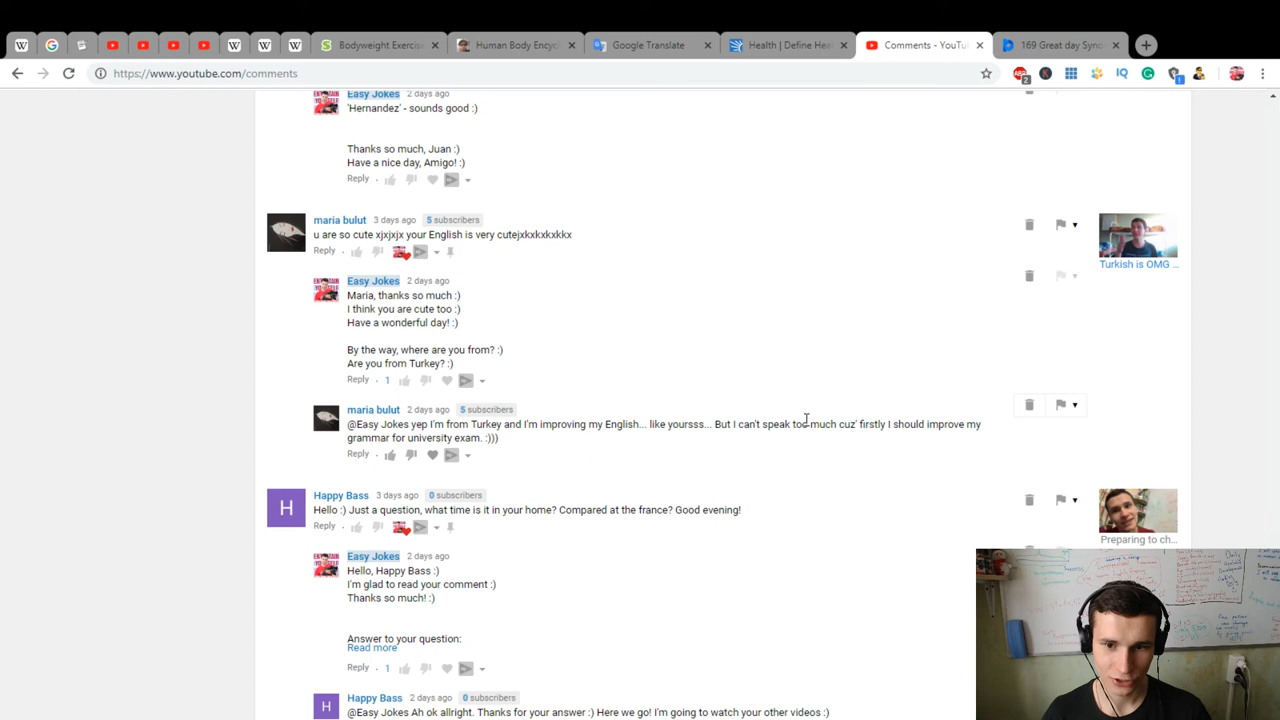 Bodyweight Exercise
Human Body Ency
Google Translate
Health | Define Hea
Comments - YouTu
169 Great day Syno
https://www.youtube.com/comments
Easy Jokes 2 days ago
'Hernandez' - sounds good :)
Thanks so much, Juan :)
Have a nice day, Amigo! :)
Reply
maria bulut 3 days ago 5 subscribers
u are so cute xjxjxjx your English is very cutejxkxkxkxkkx
Reply
Turkish is OMG ...
Easy Jokes 2 days ago
Maria, thanks so much :)
I think you are cute too :)
Have a wonderful day! :)
By the way, where are you from? :)
Are you from Turkey? :)
Reply · 1
maria bulut 2 days ago 5 subscribers
@Easy Jokes yep I'm from Turkey and I'm improving my English... like yoursss... But I can't speak too much cuz' firstly I should improve my
grammar for university exam. :)))
Reply
Happy Bass 3 days ago 0 subscribers
Hello :) Just a question, what time is it in your home? Compared at the france? Good evening!
Reply
Preparing to ch...
Easy Jokes 2 days ago
Hello, Happy Bass :)
I'm glad to read your comment :)
Thanks so much! :)
Answer to your question:
Read more
Reply · 1
Happy Bass 2 days ago 0 subscribers
@Easy Jokes Ah ok allright. Thanks for your answer :) Here we go! I'm going to watch your other videos :)